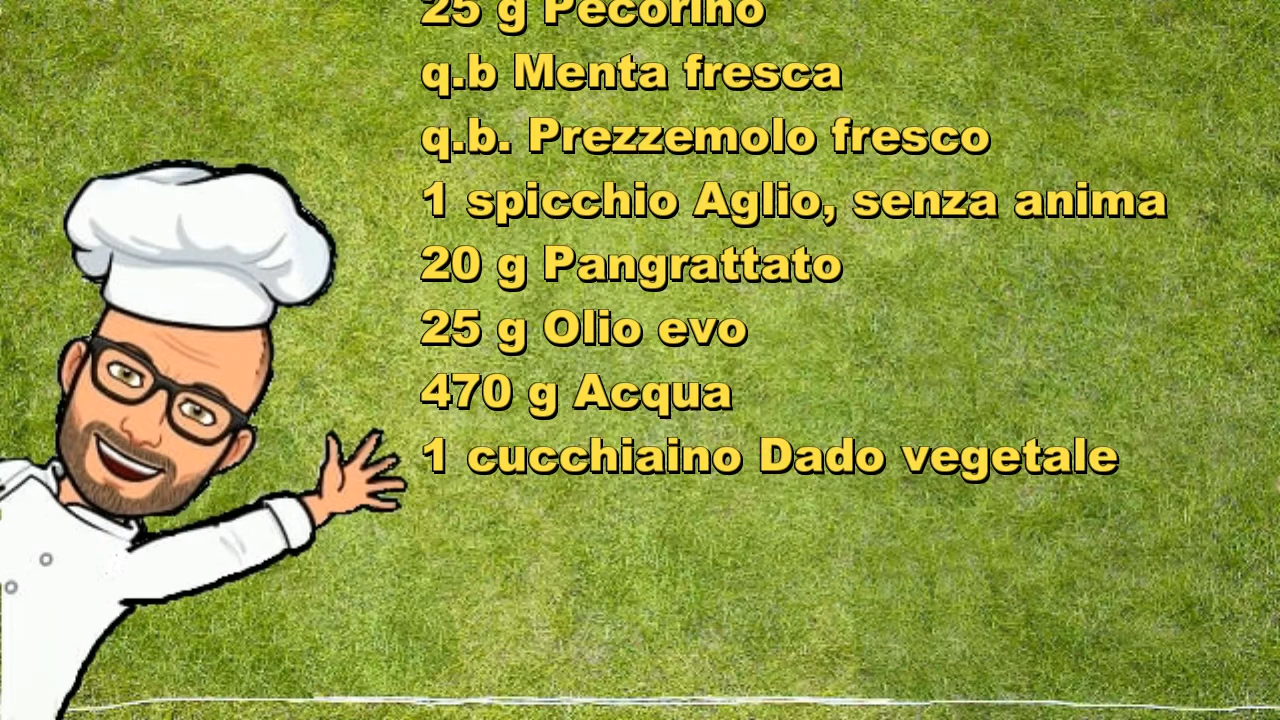 25 g Pecorino
q.b Menta fresca
q.b. Prezzemolo fresco
1 spicchio Aglio, senza anima
20 g Pangrattato
25 g Olio evo
470 g Acqua
1 cucchiaino Dado vegetale